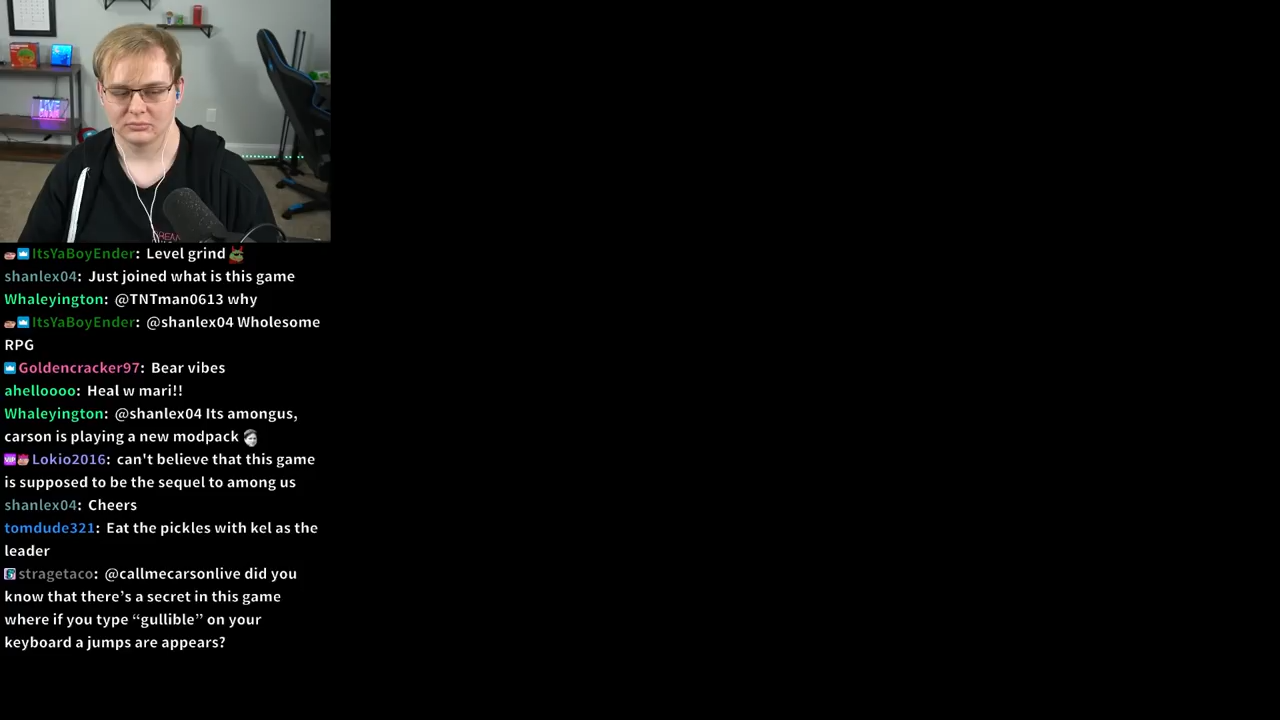 LIVE
ON AIR
ItsYaBoyEnder: Level grind
shanlex04: Just joined what is this game
Whaleyington: @TNTman0613 why
ItsYaBoyEnder: @shanlex04 Wholesome
RPG
Goldencracker97: Bear vibes
ahelloooo: Heal w mari!!
Whaleyington: @shanlex04 Its amongus,
carson is playing a new modpack
VIP Lokio2016: can't believe that this game
is supposed to be the sequel to among us
shanlex04: Cheers
tomdude321: Eat the pickles with kel as the
leader
stragetaco: @callmecarsonlive did you
know that there's a secret in this game
where if you type “gullible” on your
keyboard a jumps are appears?